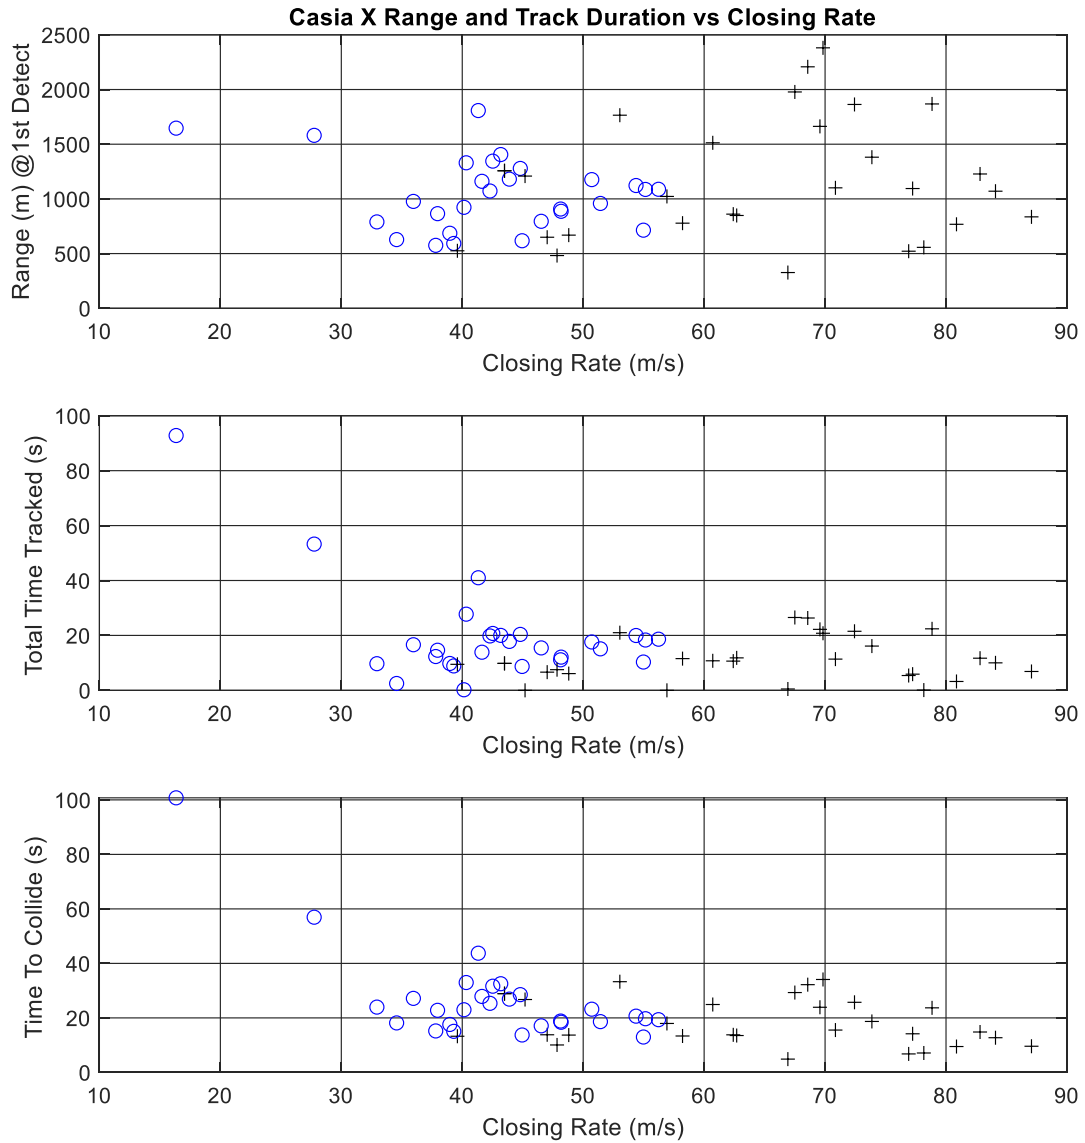 Casia X Range and Track Duration vs Closing Rate
Range (m) @1st Detect
2500
2000
1500
1000
500
0
10 20 30 40 50 60 70 80 90
Closing Rate (m/s)
Total Time Tracked (s)
100
80
60
40
20
0
10 20 30 40 50 60 70 80 90
Closing Rate (m/s)
Time To Collide (s)
100
80
60
40
20
0
10 20 30 40 50 60 70 80 90
Closing Rate (m/s)